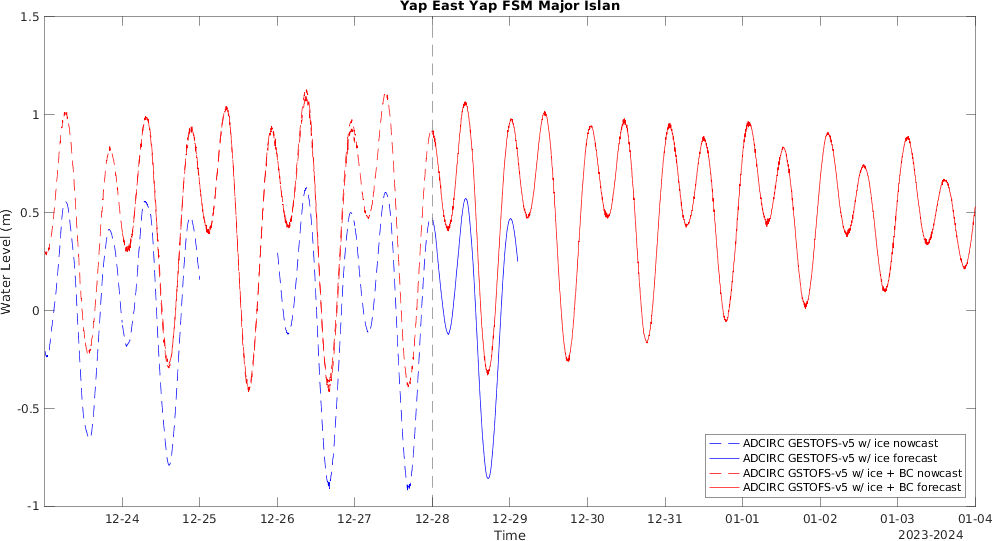 Yap East Yap FSM Major Islan
1.5
1
0.5
0
-0.5
-1
Water Level (m)
12-24 12-25 12-26 12-27 12-28 12-29 12-30 12-31 01-01 01-02 01-03 01-04
Time
2023-2024
ADCIRC GESTOFS-v5 w/ ice nowcast
ADCIRC GESTOFS-v5 w/ ice forecast
ADCIRC GSTOFS-v5 w/ ice + BC nowcast
ADCIRC GSTOFS-v5 w/ ice + BC forecast